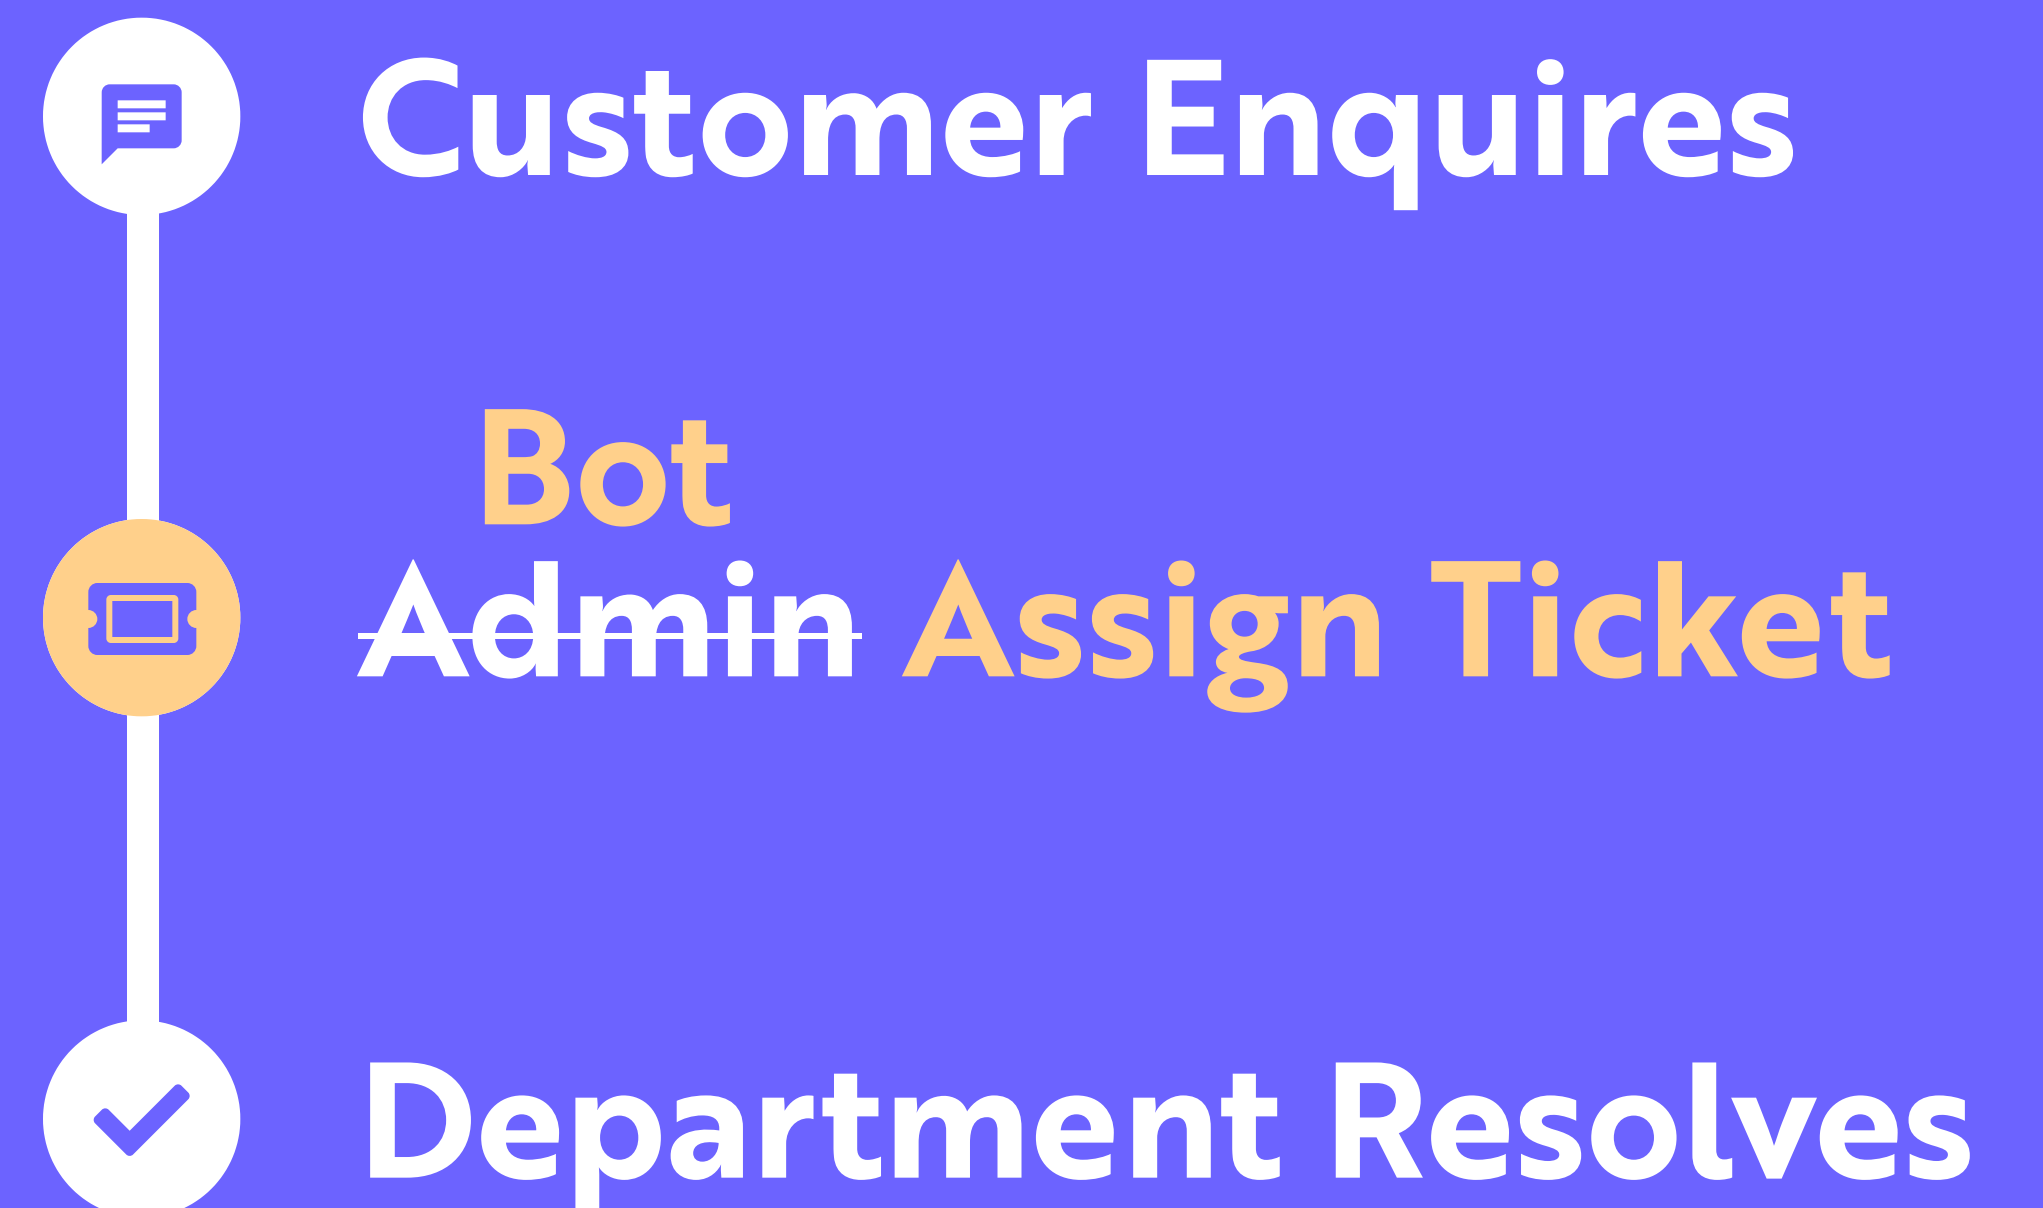 Customer Enquires
Bot
Admin Assign Ticket
Department Resolves